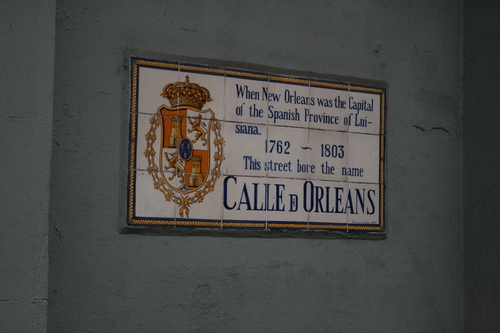 When New Orleans was the Capital
of the Spanish Province of Lui-
siana.
1762 ~ 1803
This street bore the name
CALLE D ORLEANS